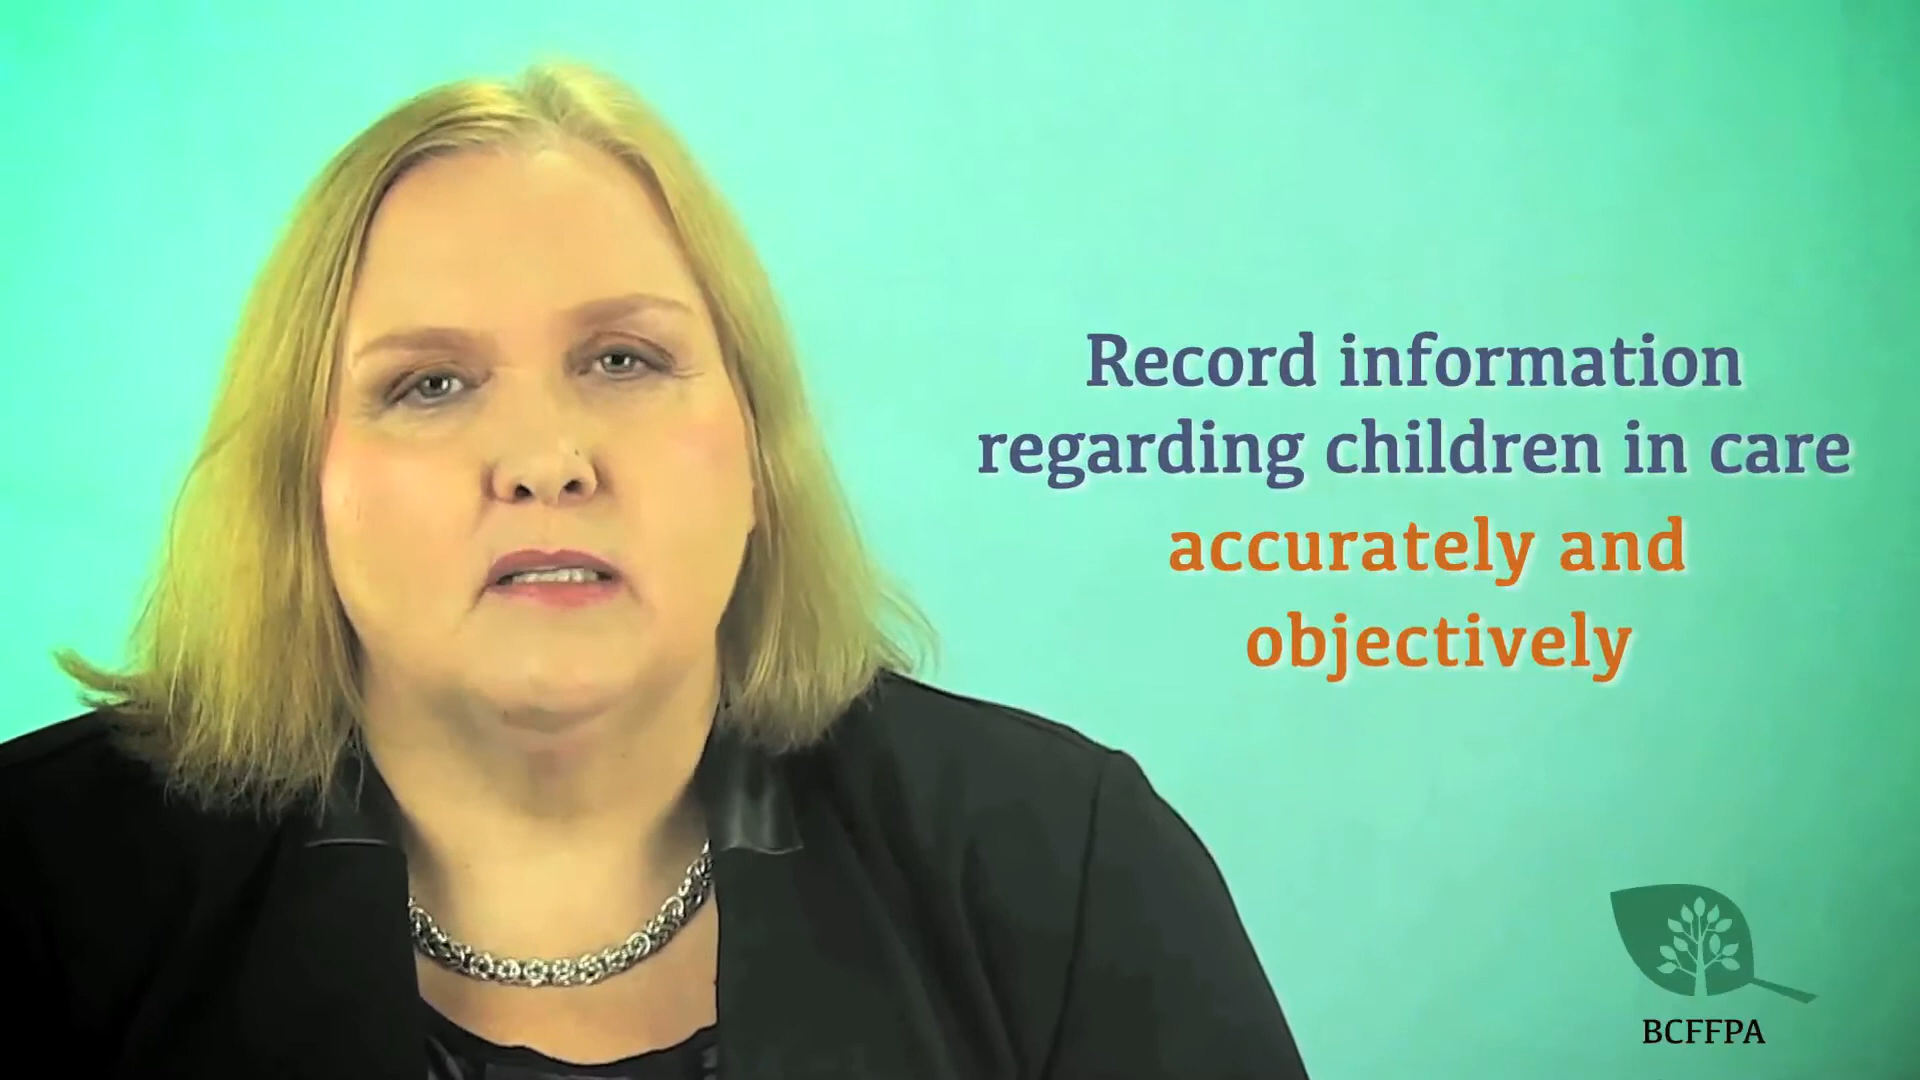 Record information
regarding children in care
accurately and
objectively
BCFFPA